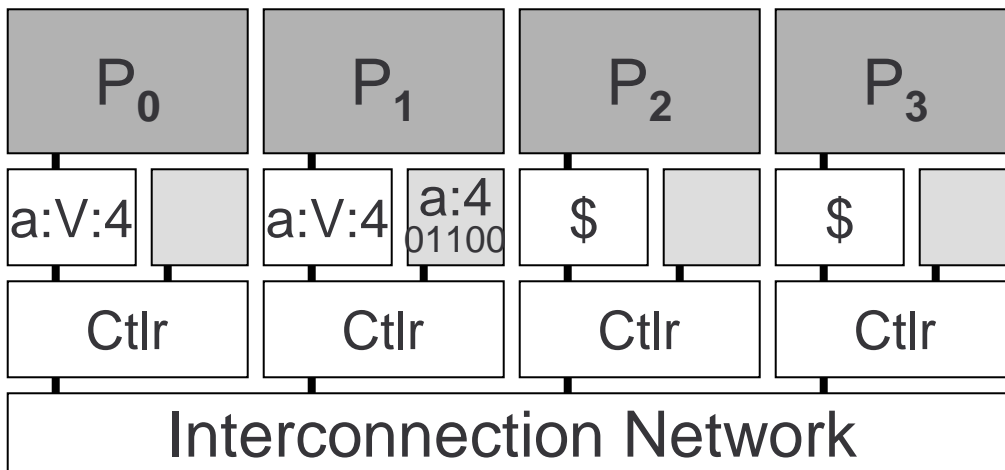 P0 P1 P2 P3
a:V:4 a:V:4 a:4 $ $
01100
Ctlr Ctlr Ctlr Ctlr
Interconnection Network